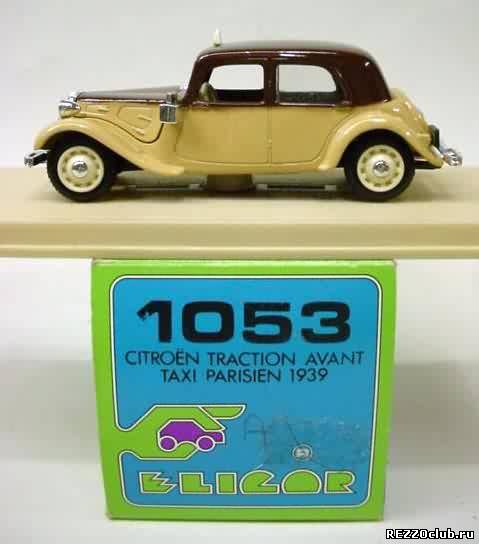 1053
CITROËN TRACTION AVANT
TAXI PARISIEN 1939
ELIGOR
REZZOclub.ru